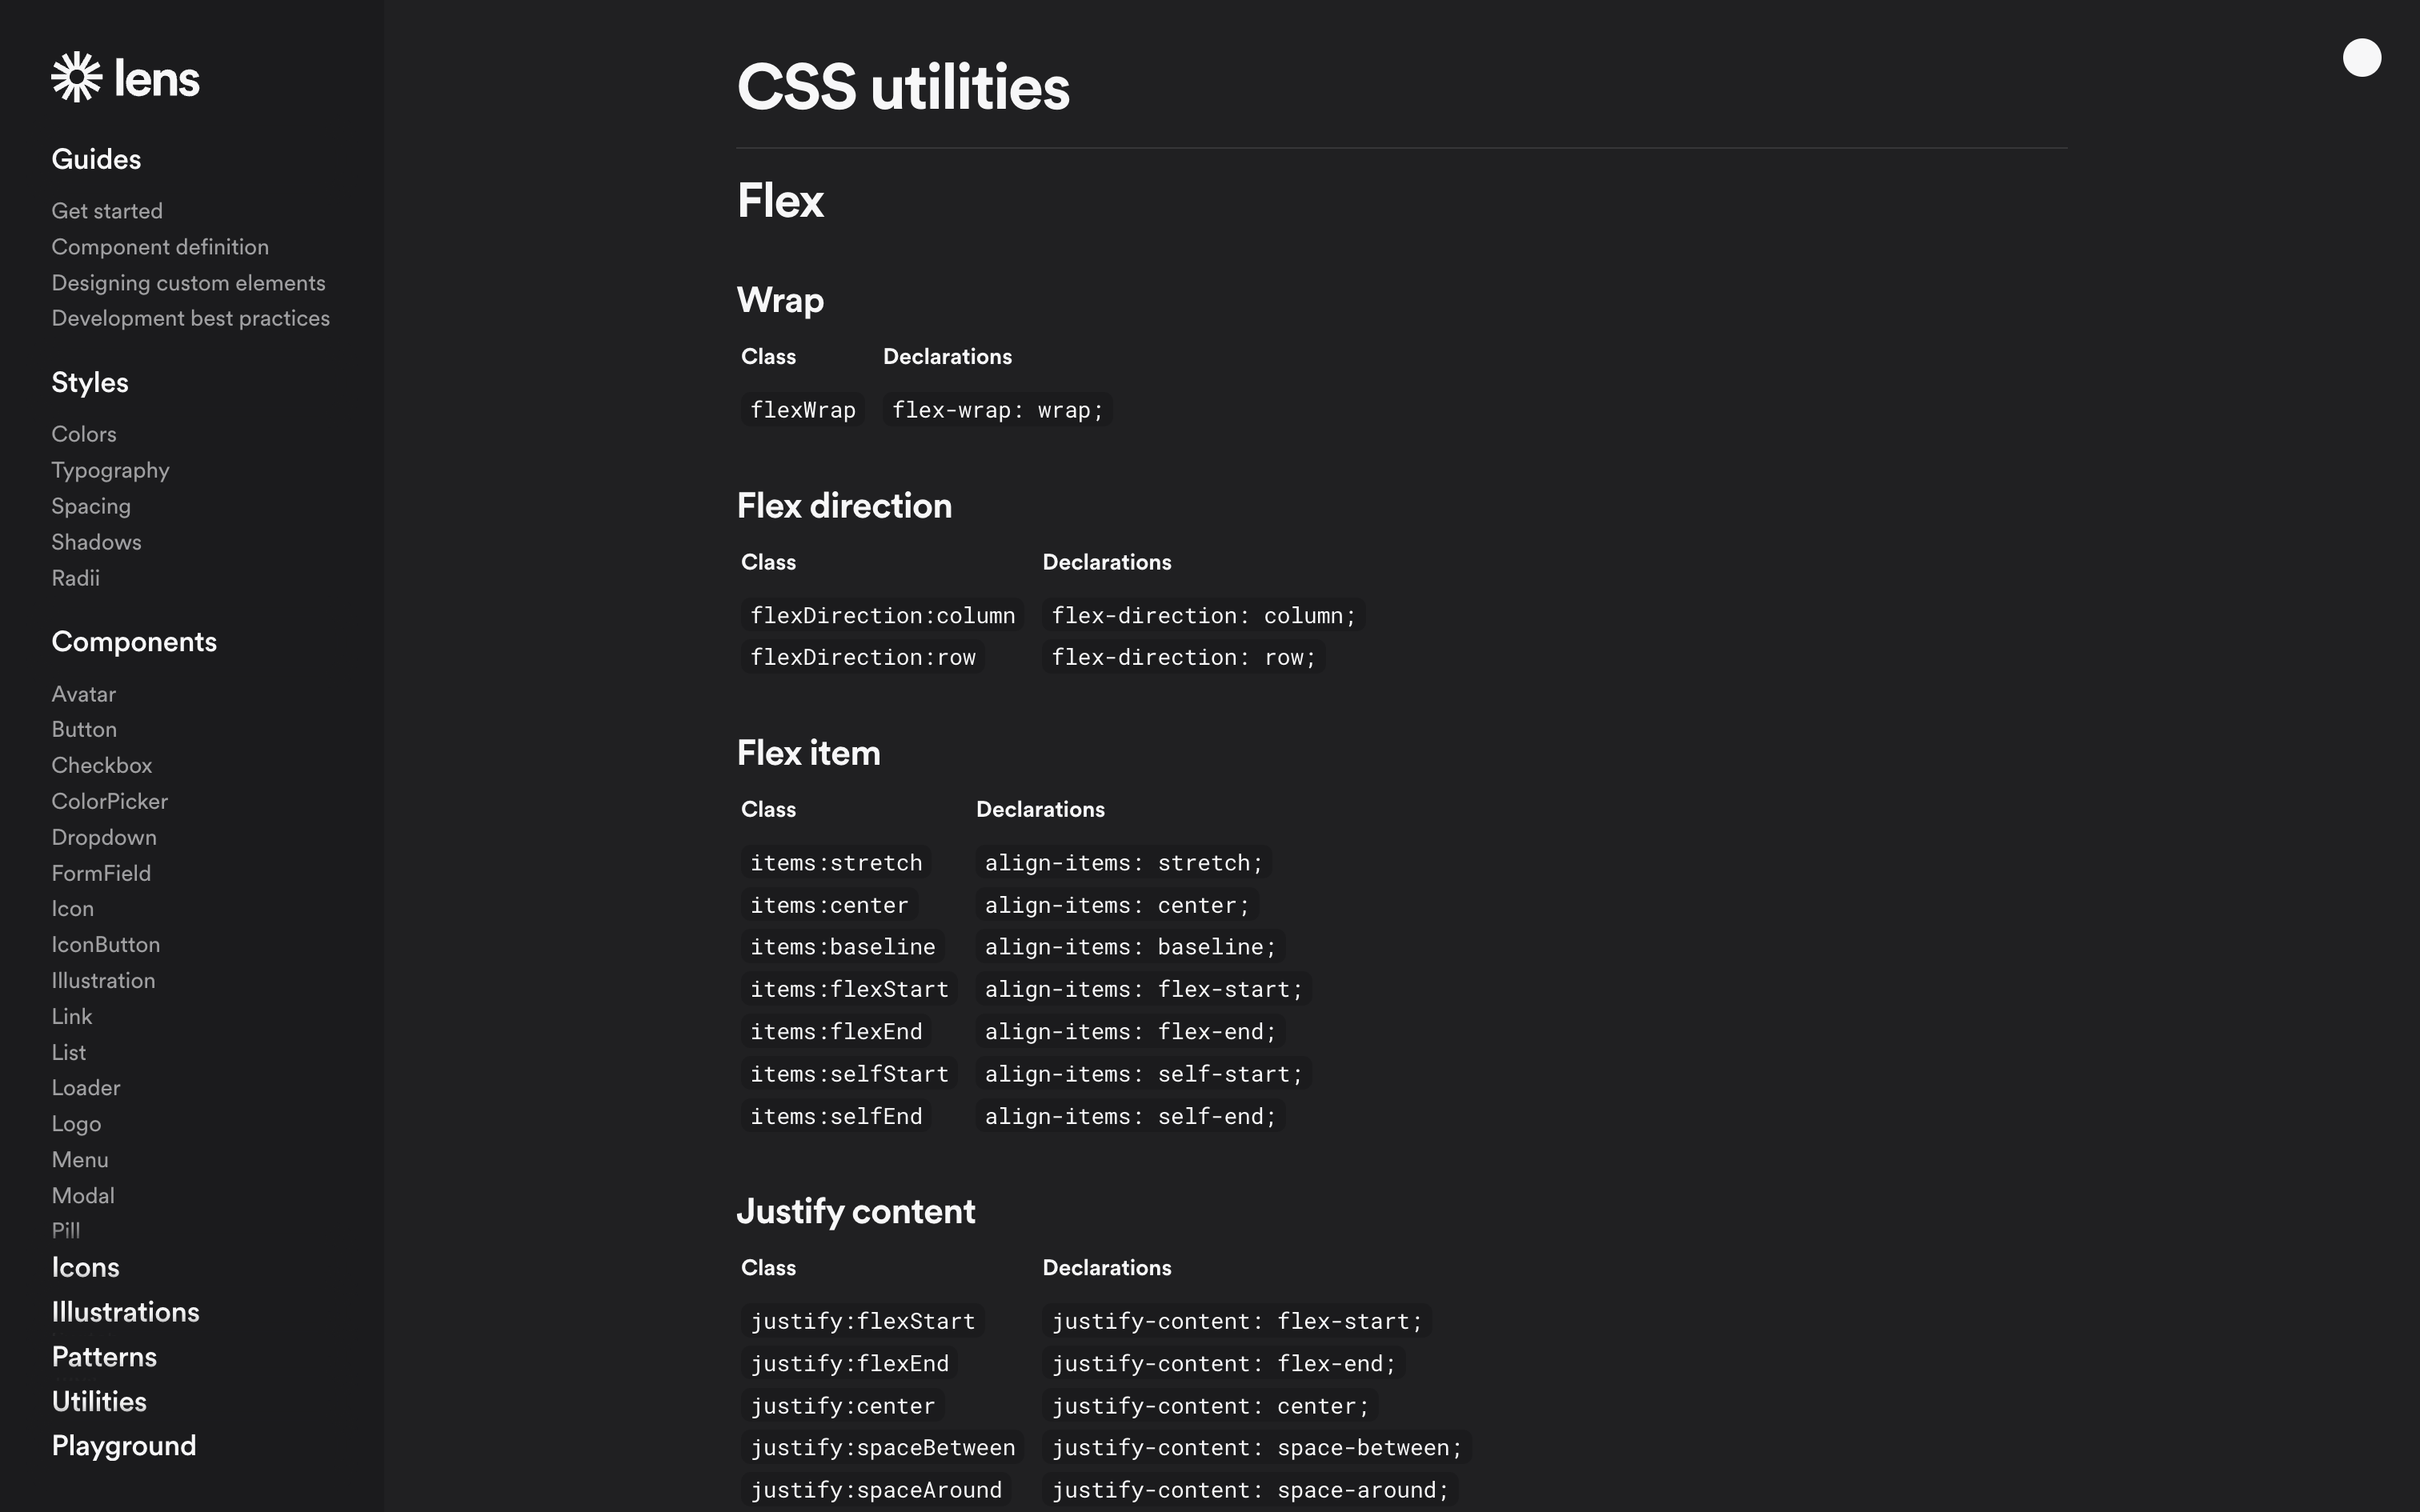 lens
Guides
Get started
Component definition
Designing custom elements
Development best practices
Styles
Colors
Typography
Spacing
Shadows
Radii
Components
Avatar
Button
Checkbox
ColorPicker
Dropdown
FormField
Icon
IconButton
Illustration
Link
List
Loader
Logo
Menu
Modal
Pill
Icons
Illustrations
Patterns
Utilities
Playground
CSS utilities
Flex
Wrap
Class Declarations
flexWrap flex-wrap: wrap;
Flex direction
Class Declarations
flexDirection:column flex-direction: column;
flexDirection:row flex-direction: row;
Flex item
Class Declarations
items:stretch align-items: stretch;
items:center align-items: center;
items:baseline align-items: baseline;
items:flexStart align-items: flex-start;
items:flexEnd align-items: flex-end;
items:selfStart align-items: self-start;
items:selfEnd align-items: self-end;
Justify content
Class Declarations
justify:flexStart justify-content: flex-start;
justify:flexEnd justify-content: flex-end;
justify:center justify-content: center;
justify:spaceBetween justify-content: space-between;
justify:spaceAround justify-content: space-around;